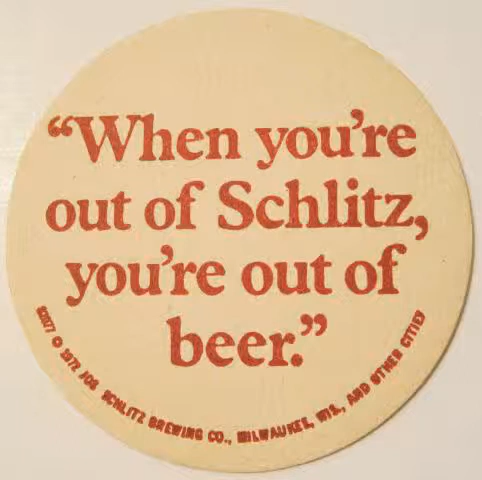 “When you’re
out of Schlitz,
you’re out of
beer.”
© 1972 JOS. SCHLITZ BREWING CO., MILWAUKEE, WIS., AND OTHER CITIES